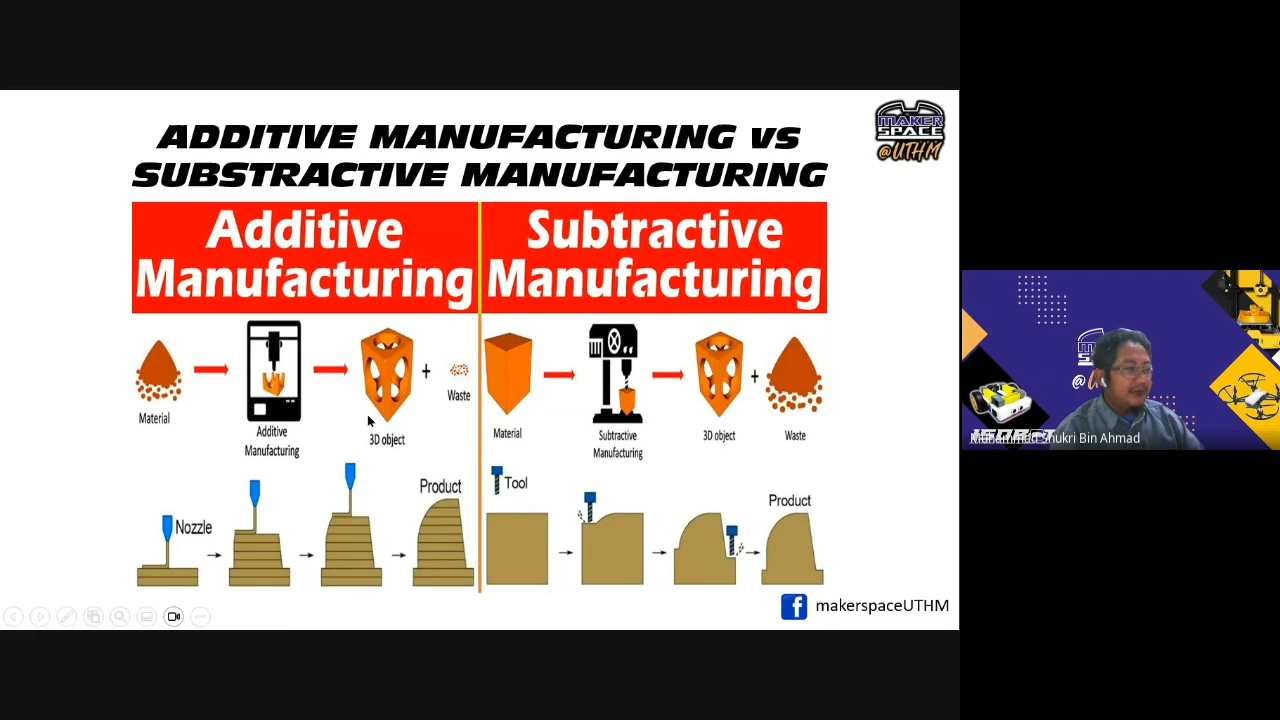 ADDITIVE MANUFACTURING vs
SUBSTRACTIVE MANUFACTURING
MAKER
SPACE
@UTHM
Additive
Manufacturing
Subtractive
Manufacturing
Material
Additive
Manufacturing
3D object
+
Waste
Material
Subtractive
Manufacturing
3D object
+
Waste
Nozzle
Product
Tool
Product
f makerspaceUTHM
Muhammad Shukri Bin Ahmad